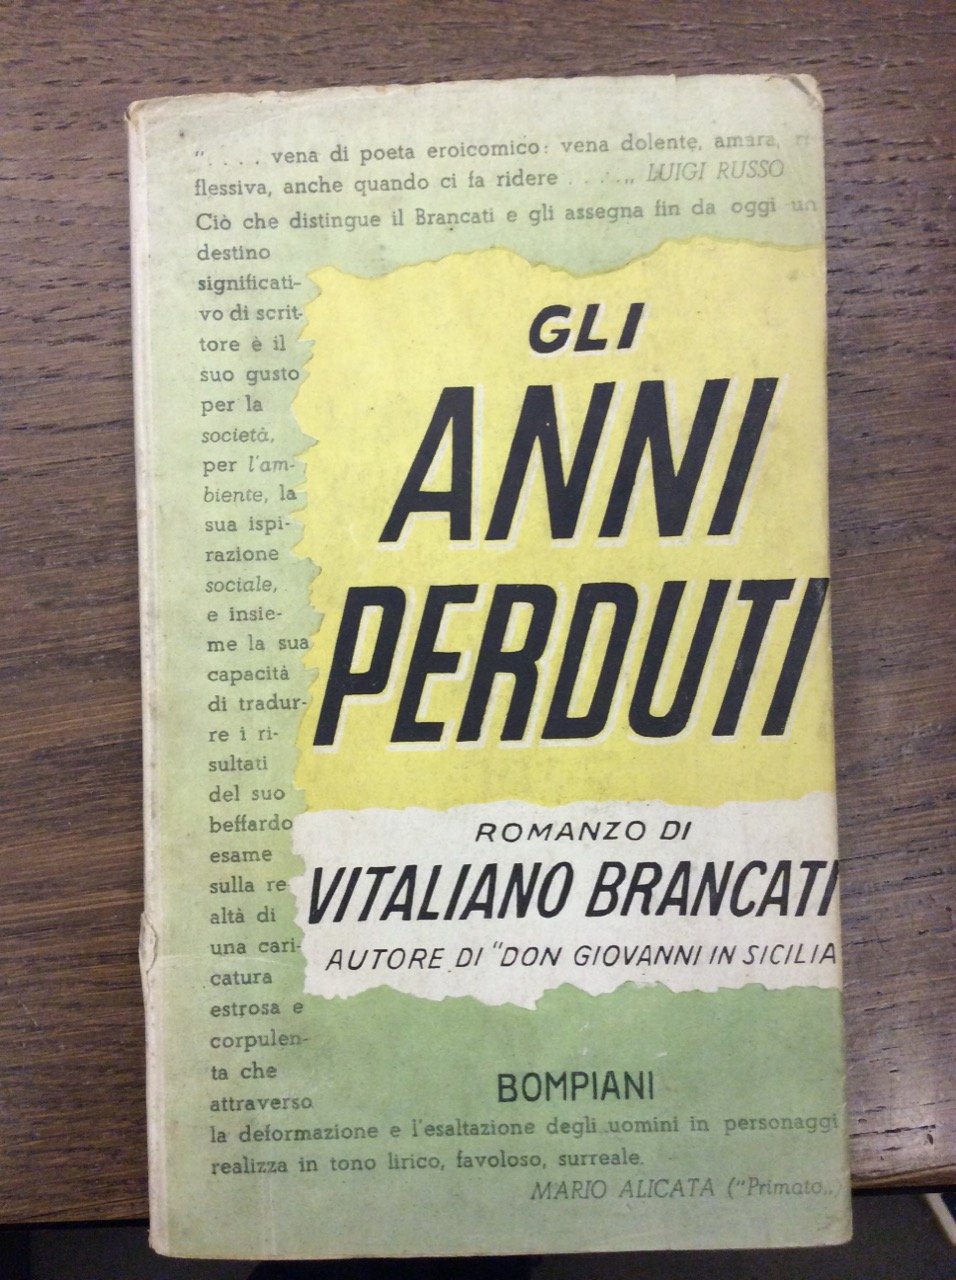 ". . . . vena di poeta eroicomico: vena dolente, amara,
flessiva, anche quando ci fa ridere . . . „ LUIGI RUSSO
Ciò che distingue il Brancati e gli assegna fin da oggi un
destino
significati-
vo di scrit-
tore è il
suo gusto
per la
società,
per l'am-
biente, la
sua ispi-
razione
sociale,
e insie-
me la sua
capacità
di tradur-
re i ri-
sultati
del suo
beffardo
esame
sulla re-
altà di
una cari-
catura
estrosa e
corpulen-
ta che
attraverso
la deformazione e l'esaltazione degli uomini in personaggi
realizza in tono lirico, favoloso, surreale.
MARIO ALICATA ("Primato„)
GLI
ANNI
PERDUTI
ROMANZO DI
VITALIANO BRANCATI
AUTORE DI "DON GIOVANNI IN SICILIA
BOMPIANI